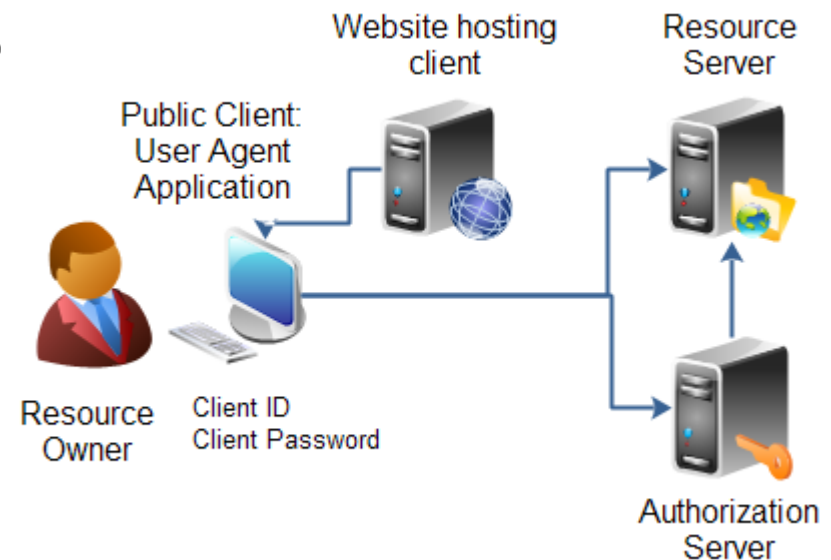 Website hosting
client
Resource
Server
Public Client:
User Agent
Application
Resource
Owner
Client ID
Client Password
Authorization
Server